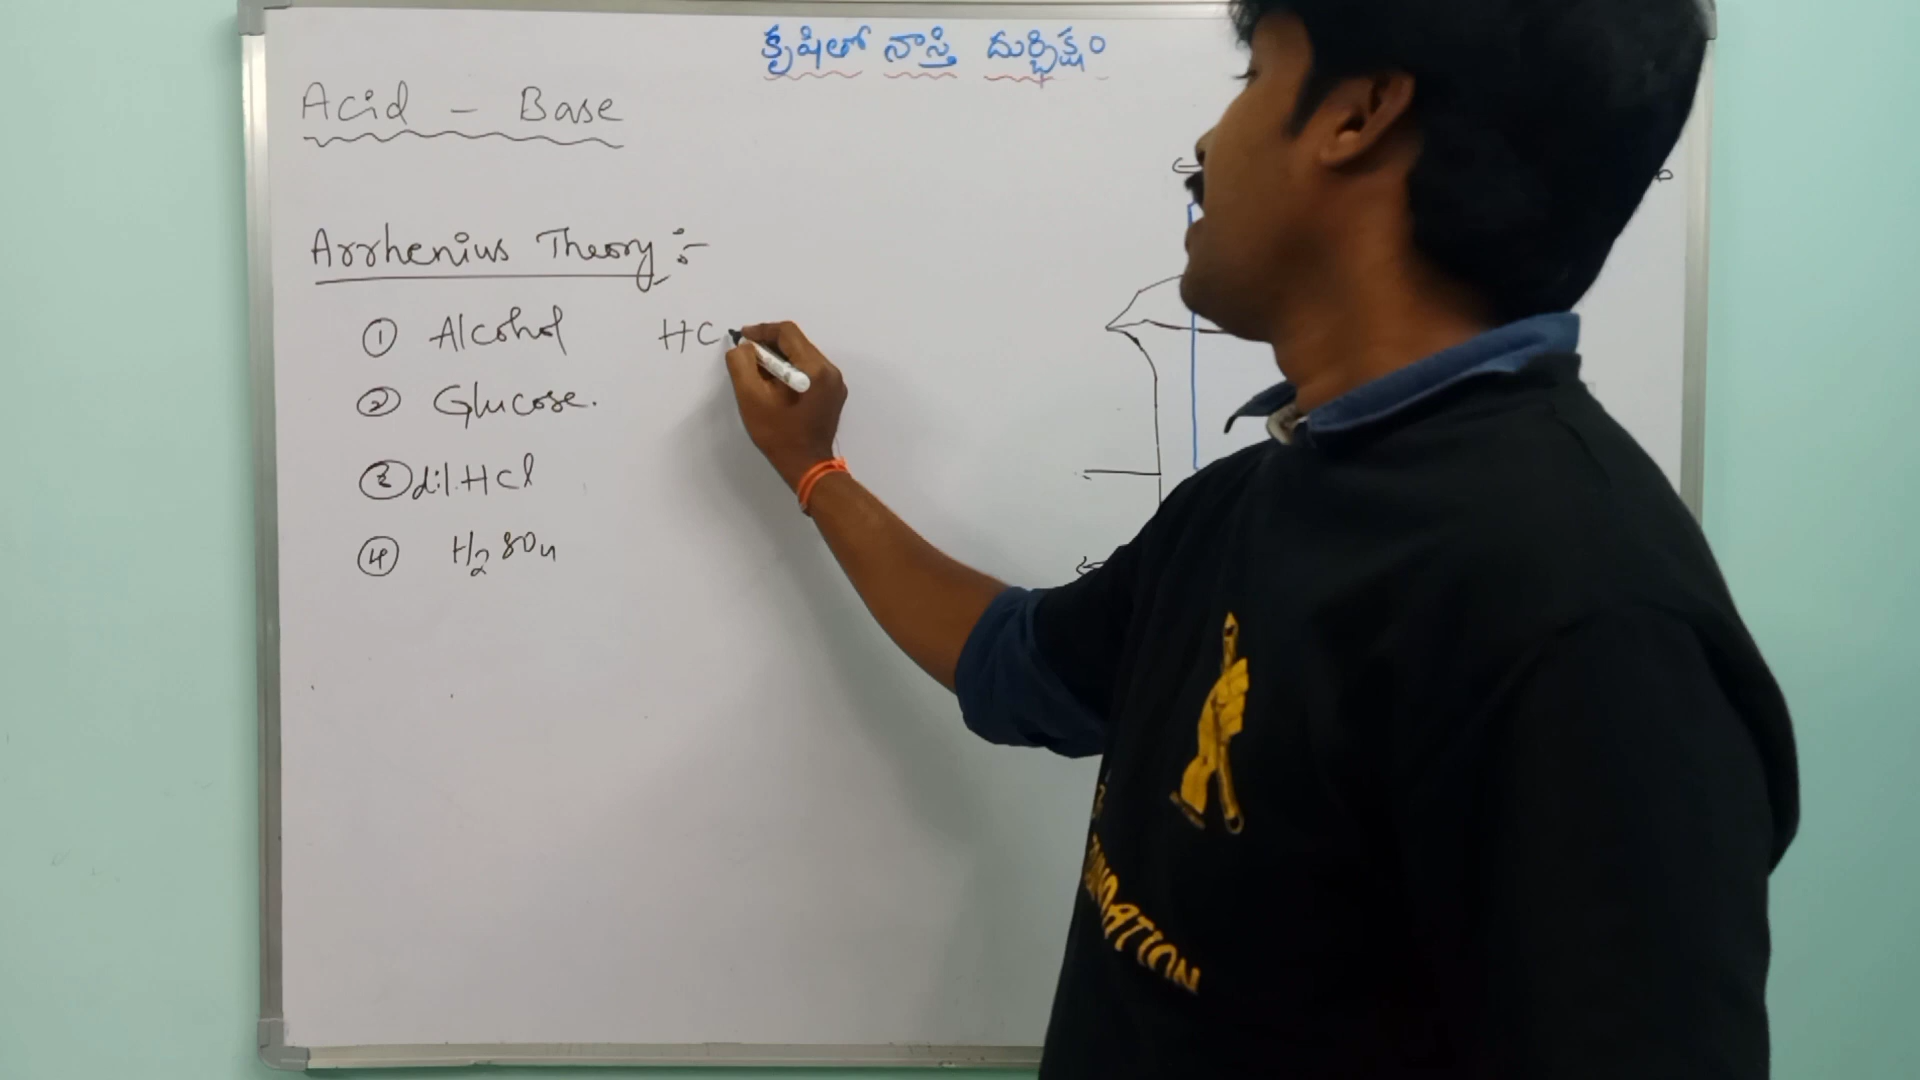 కృషితో నాస్తి దుర్భిక్షం
Acid - Base
Arrhenius Theory :-
① Alcohol HC
② Glucose.
③ dil. HCl
④ H2SO4